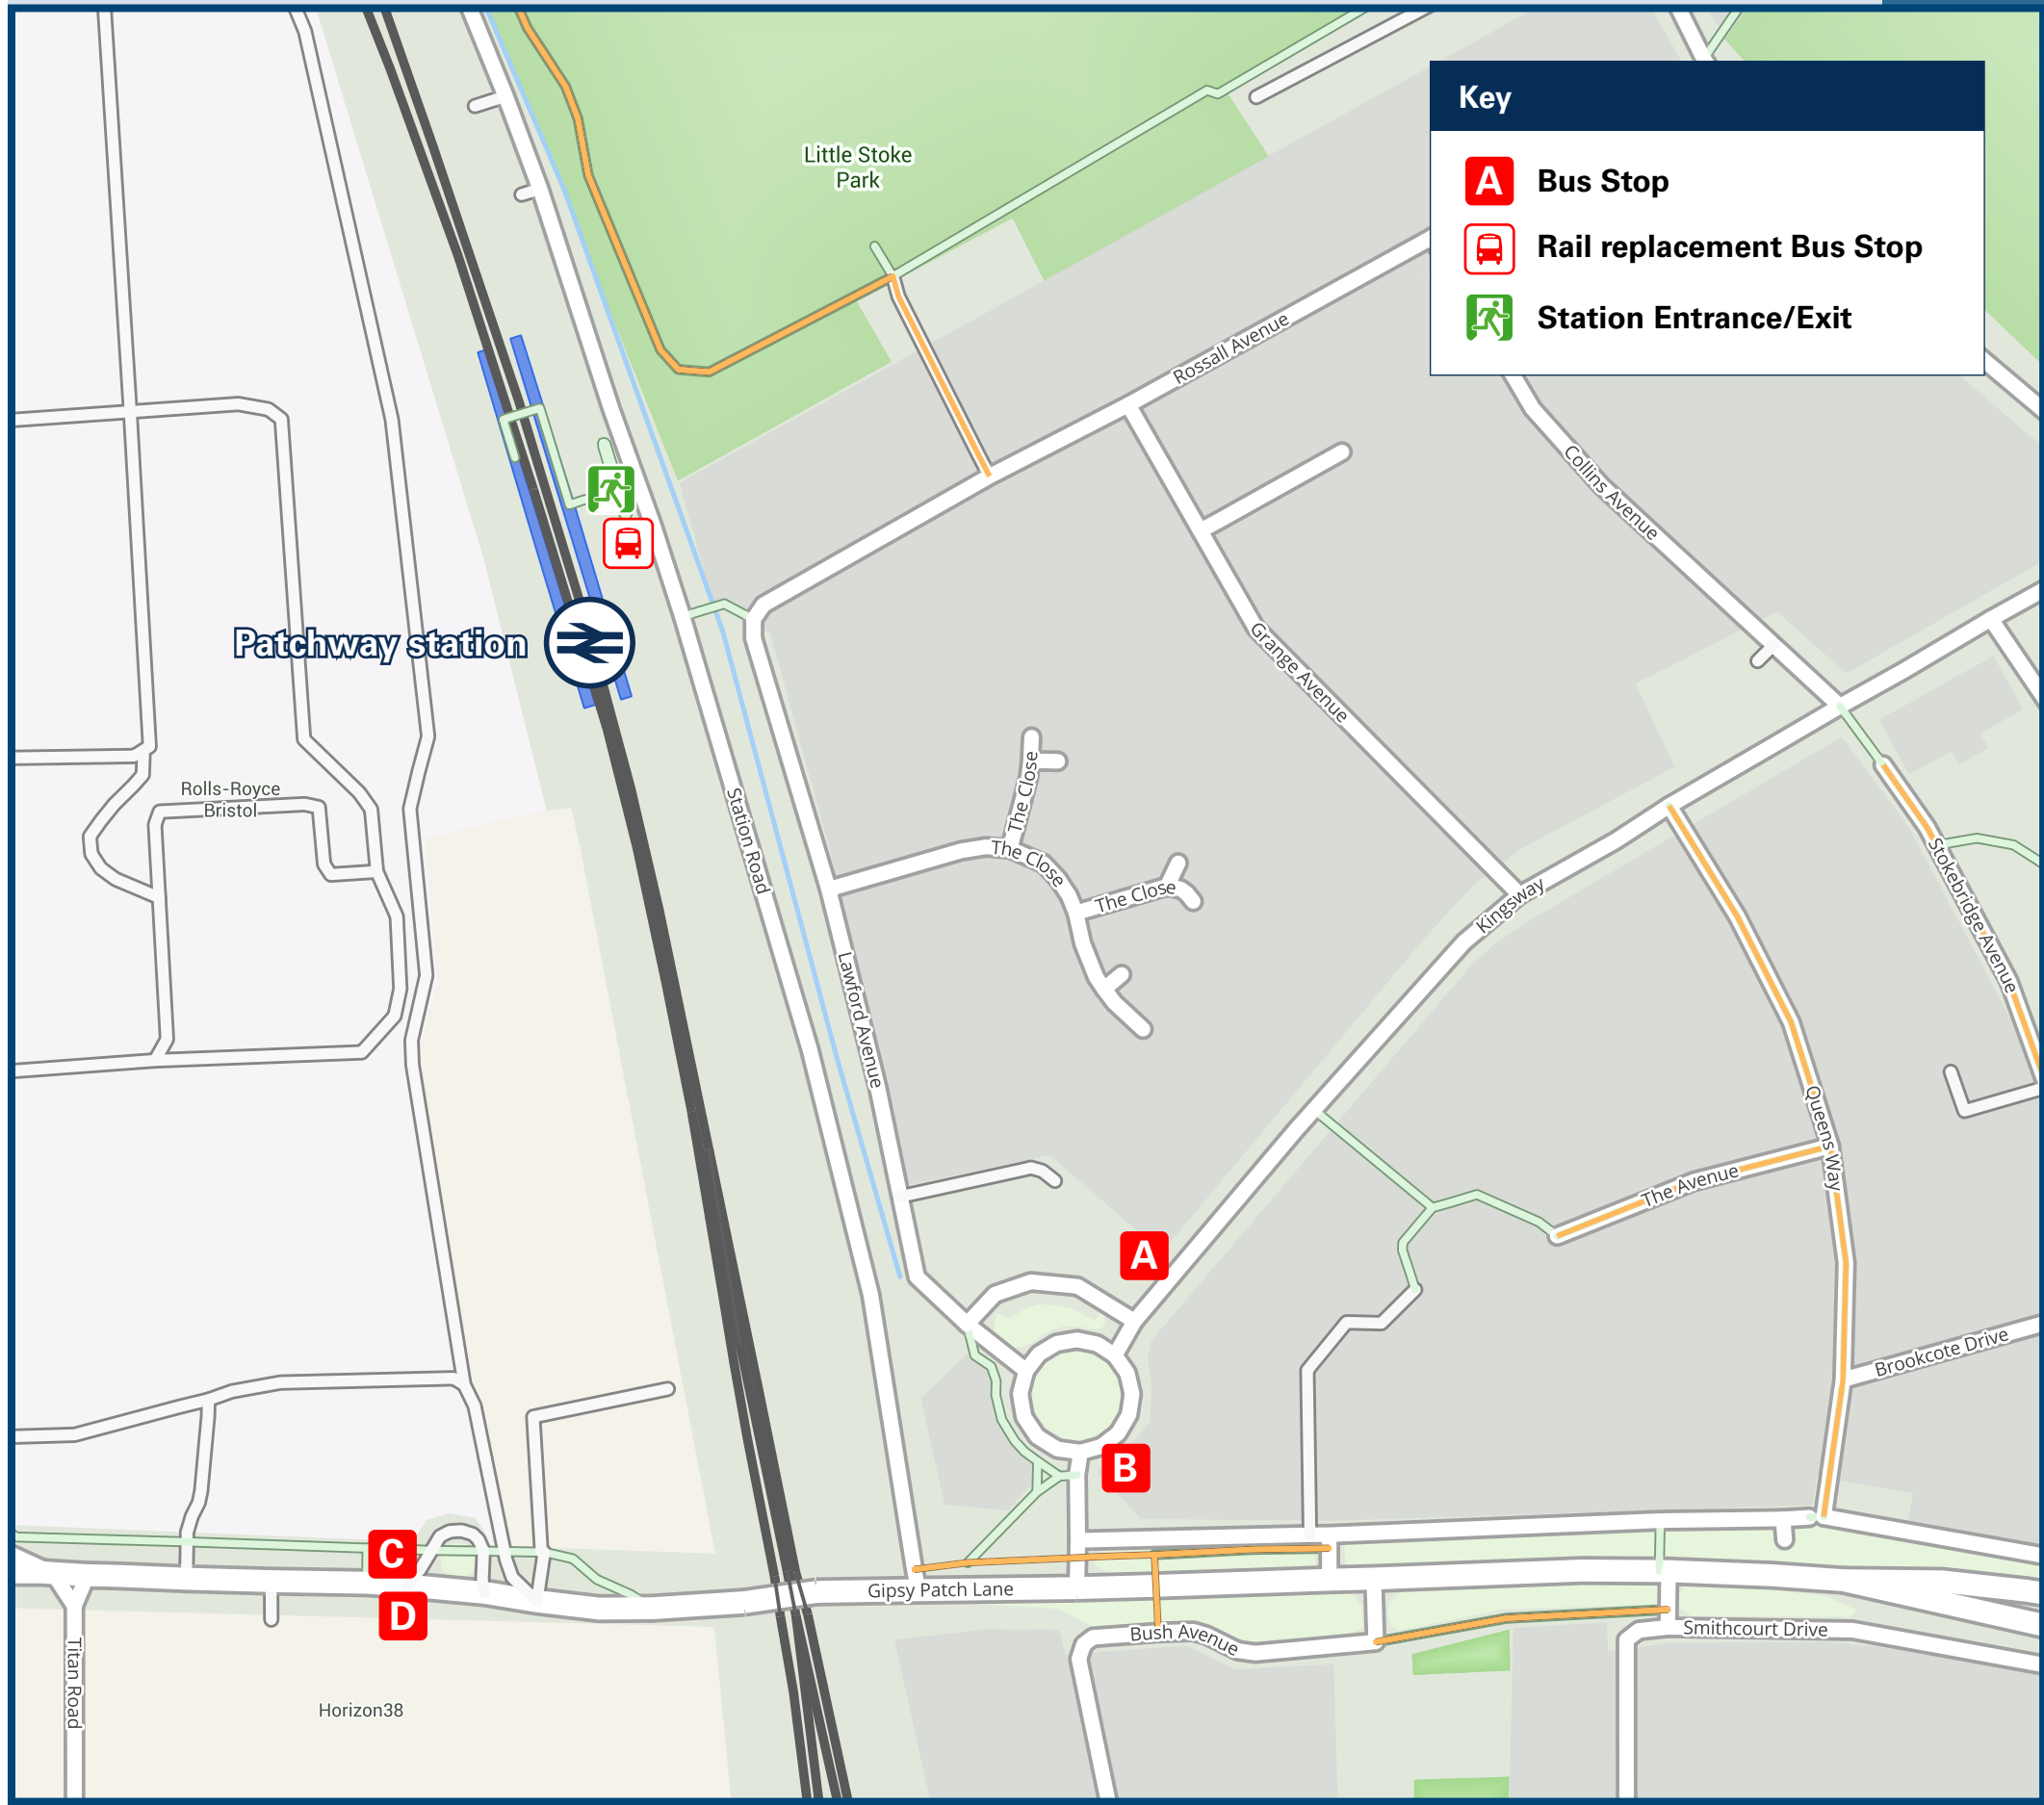 Key
A
Bus Stop
Rail replacement Bus Stop
Station Entrance/Exit
Little Stoke
Park
Rossall Avenue
Collins Avenue
Grange Avenue
Patchway station
Rolls-Royce
Bristol
Station Road
The Close
The Close
The Close
Kingsway
Stokebridge Avenue
Lawford Avenue
Queens Way
The Avenue
A
Brookcote Drive
B
C
D
Gipsy Patch Lane
Bush Avenue
Smithcourt Drive
Titan Road
Horizon38